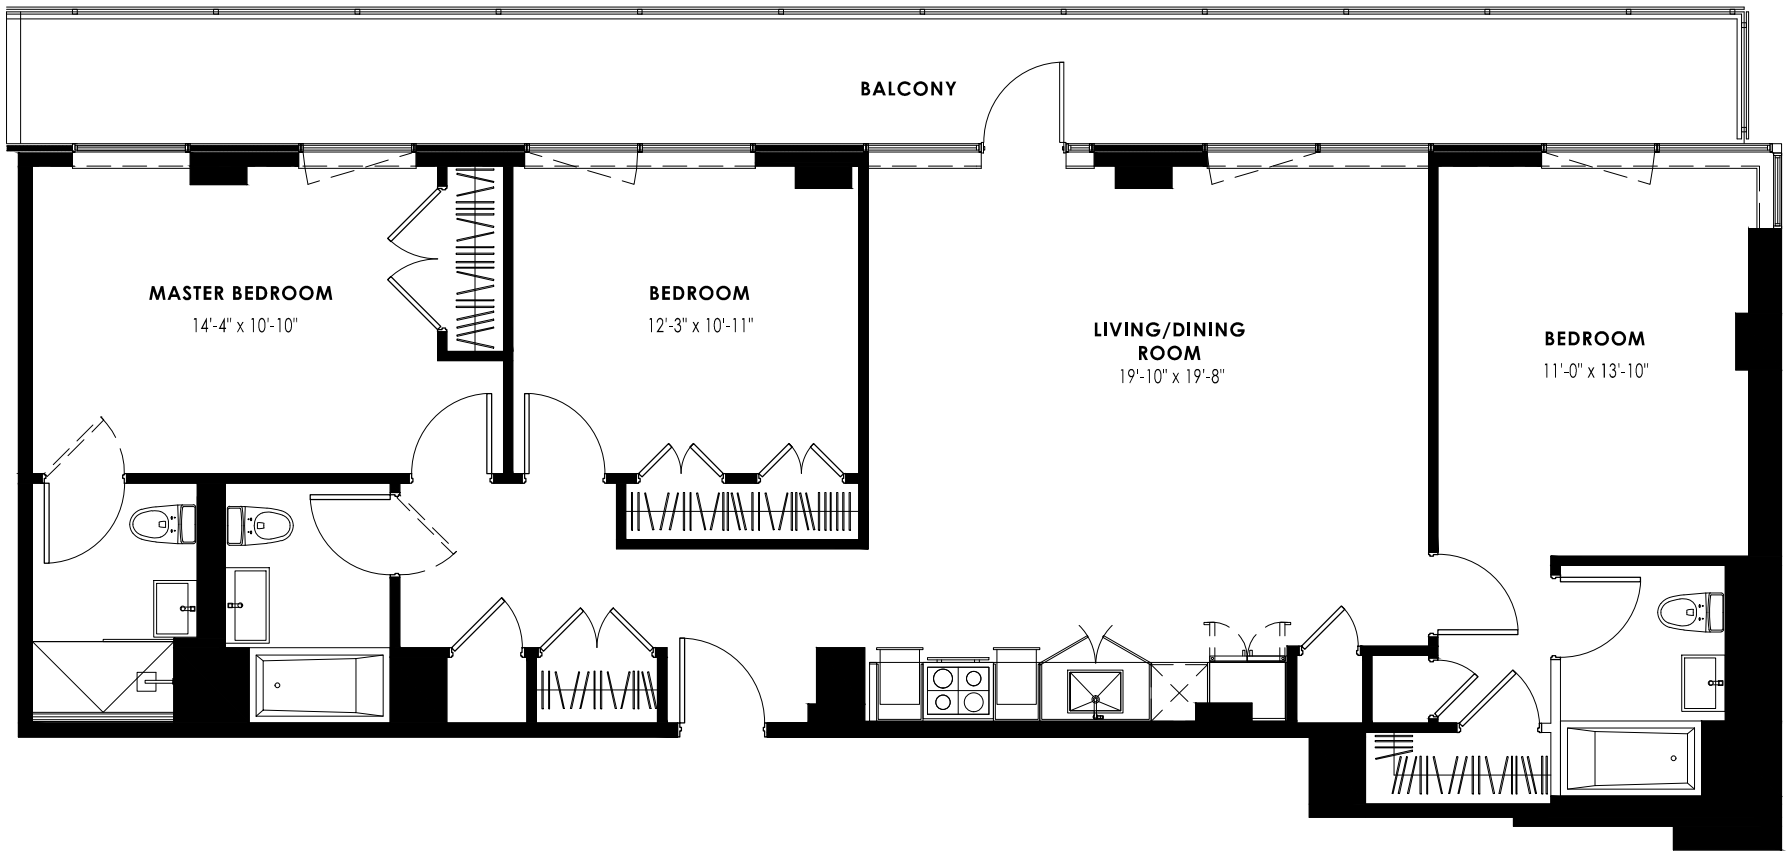 BALCONY
MASTER BEDROOM
14'-4" x 10'-10"
BEDROOM
12'-3" x 10'-11"
LIVING/DINING
ROOM
19'-10" x 19'-8"
BEDROOM
11'-0" x 13'-10"